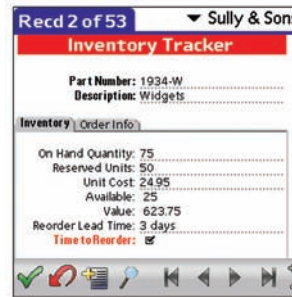 Recd 2 of 53
Sully & Sons
Inventory Tracker
Part Number: 1934-W
Description: Widgets
Inventory Order Info
On Hand Quantity: 75
Reserved Units: 50
Unit Cost: 24.95
Available: 25
Value: 623.75
Reorder Lead Time: 3 days
Time to Reorder: